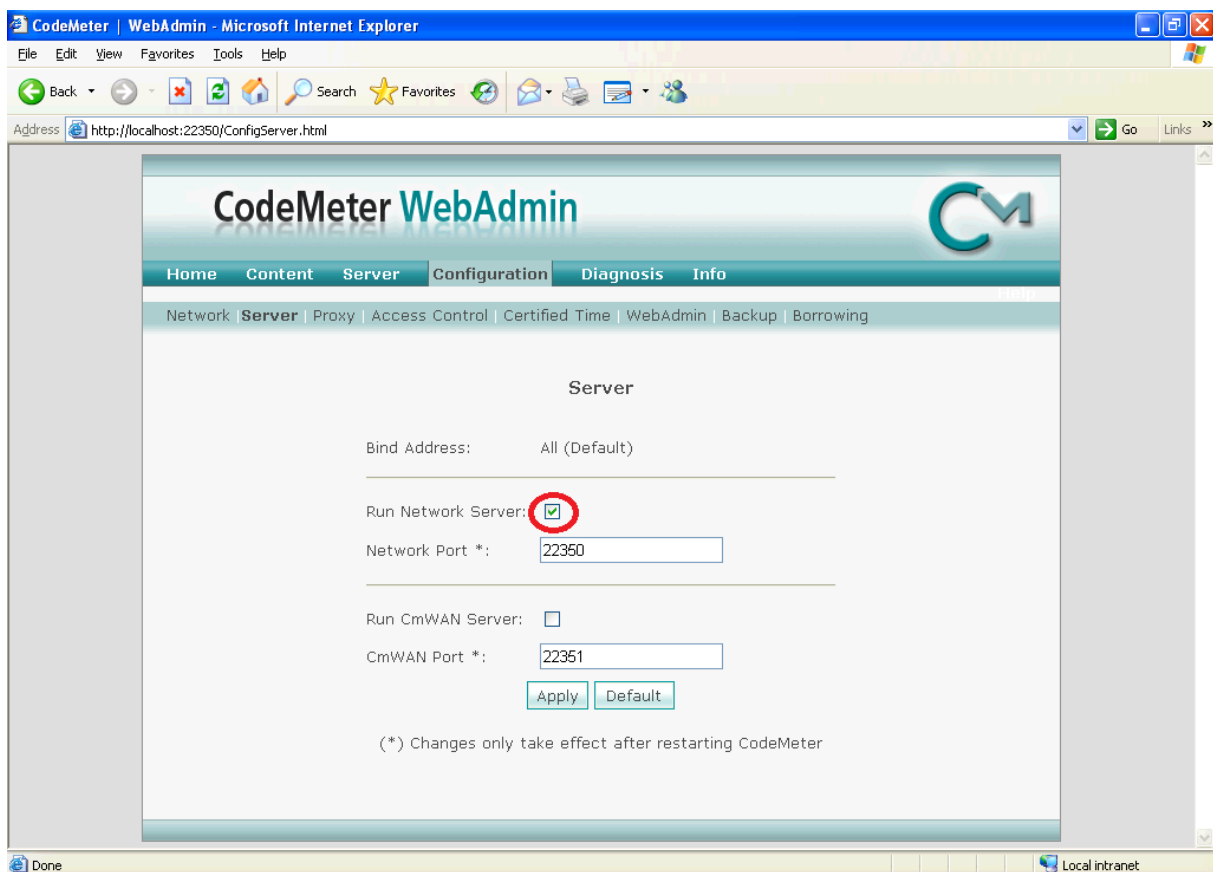 CodeMeter | WebAdmin - Microsoft Internet Explorer
File Edit View Favorites Tools Help
Back Search Favorites
Address http://localhost:22350/ConfigServer.html Go Links »
CodeMeter WebAdmin
CM
Home Content Server Configuration Diagnosis Info
Help
Network | Server | Proxy | Access Control | Certified Time | WebAdmin | Backup | Borrowing
Server
Bind Address: All (Default)
Run Network Server:
Network Port *: 22350
Run CmWAN Server:
CmWAN Port *: 22351
Apply Default
(*) Changes only take effect after restarting CodeMeter
Done Local intranet